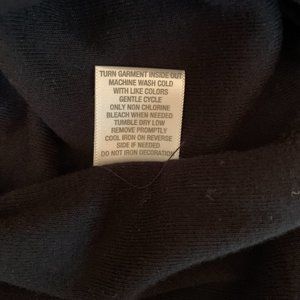 TURN GARMENT INSIDE OUT
MACHINE WASH COLD
WITH LIKE COLORS
GENTLE CYCLE
ONLY NON CHLORINE
BLEACH WHEN NEEDED
TUMBLE DRY LOW
REMOVE PROMPTLY
COOL IRON ON REVERSE
SIDE IF NEEDED
DO NOT IRON DECORATION